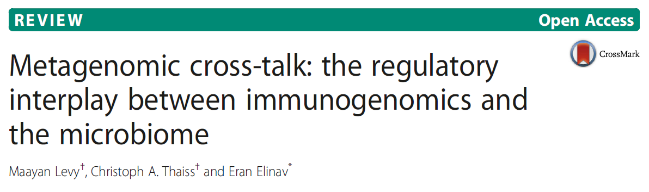 REVIEW Open Access
CrossMark
Metagenomic cross-talk: the regulatory
interplay between immunogenomics and
the microbiome
Maayan Levy†, Christoph A. Thaiss† and Eran Elinav*